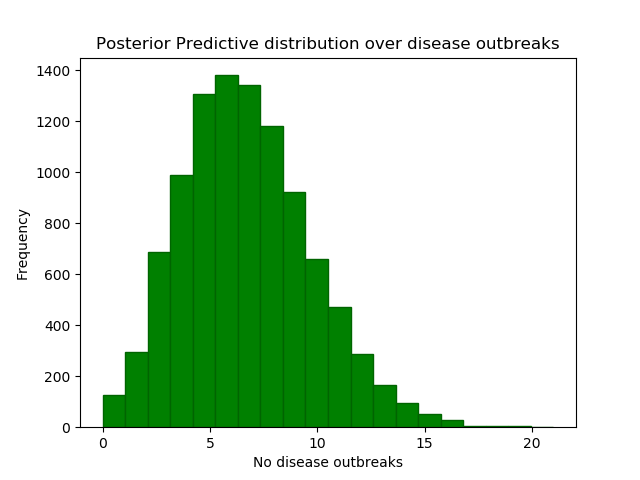 Posterior Predictive distribution over disease outbreaks
1400
1200
1000
800
600
400
200
0
Frequency
0 5 10 15 20
No disease outbreaks